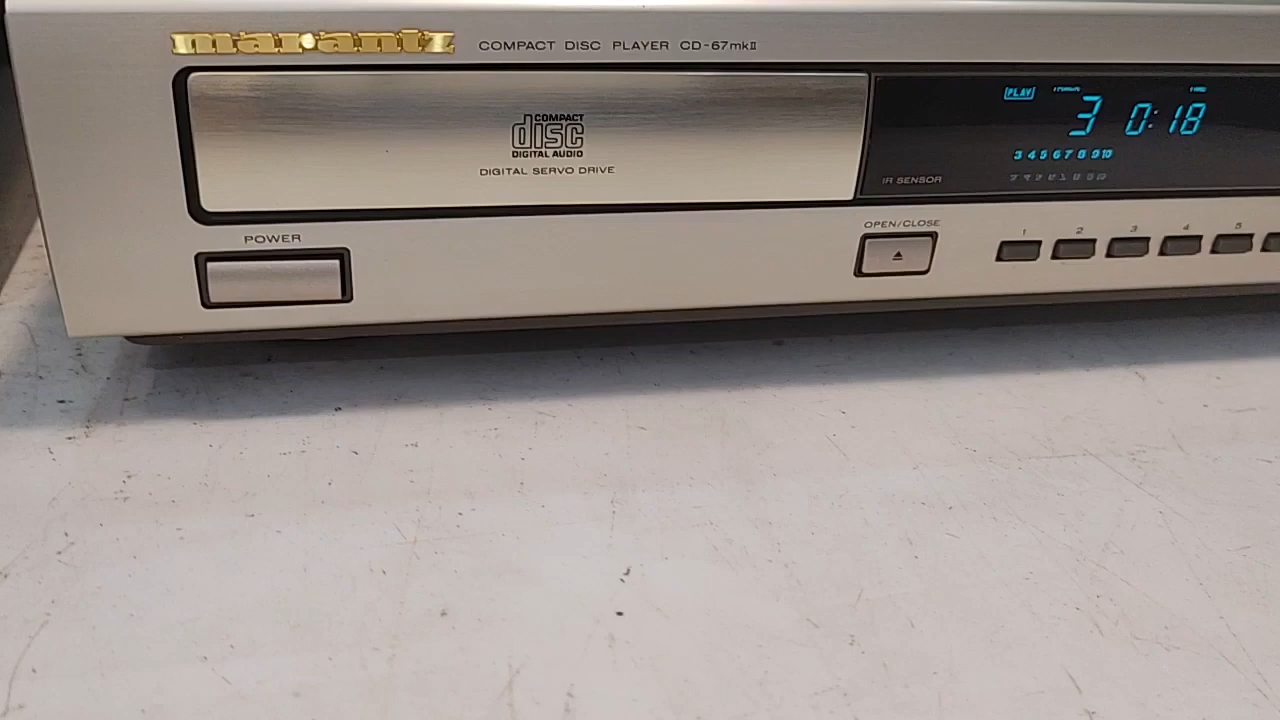 marantz COMPACT DISC PLAYER CD-67mkII
COMPACT
disc
DIGITAL AUDIO
DIGITAL SERVO DRIVE
PLAY
3 0:18
3 4 5 6 7 8 9 10
IR SENSOR
POWER
OPEN/CLOSE
1 2 3 4 5